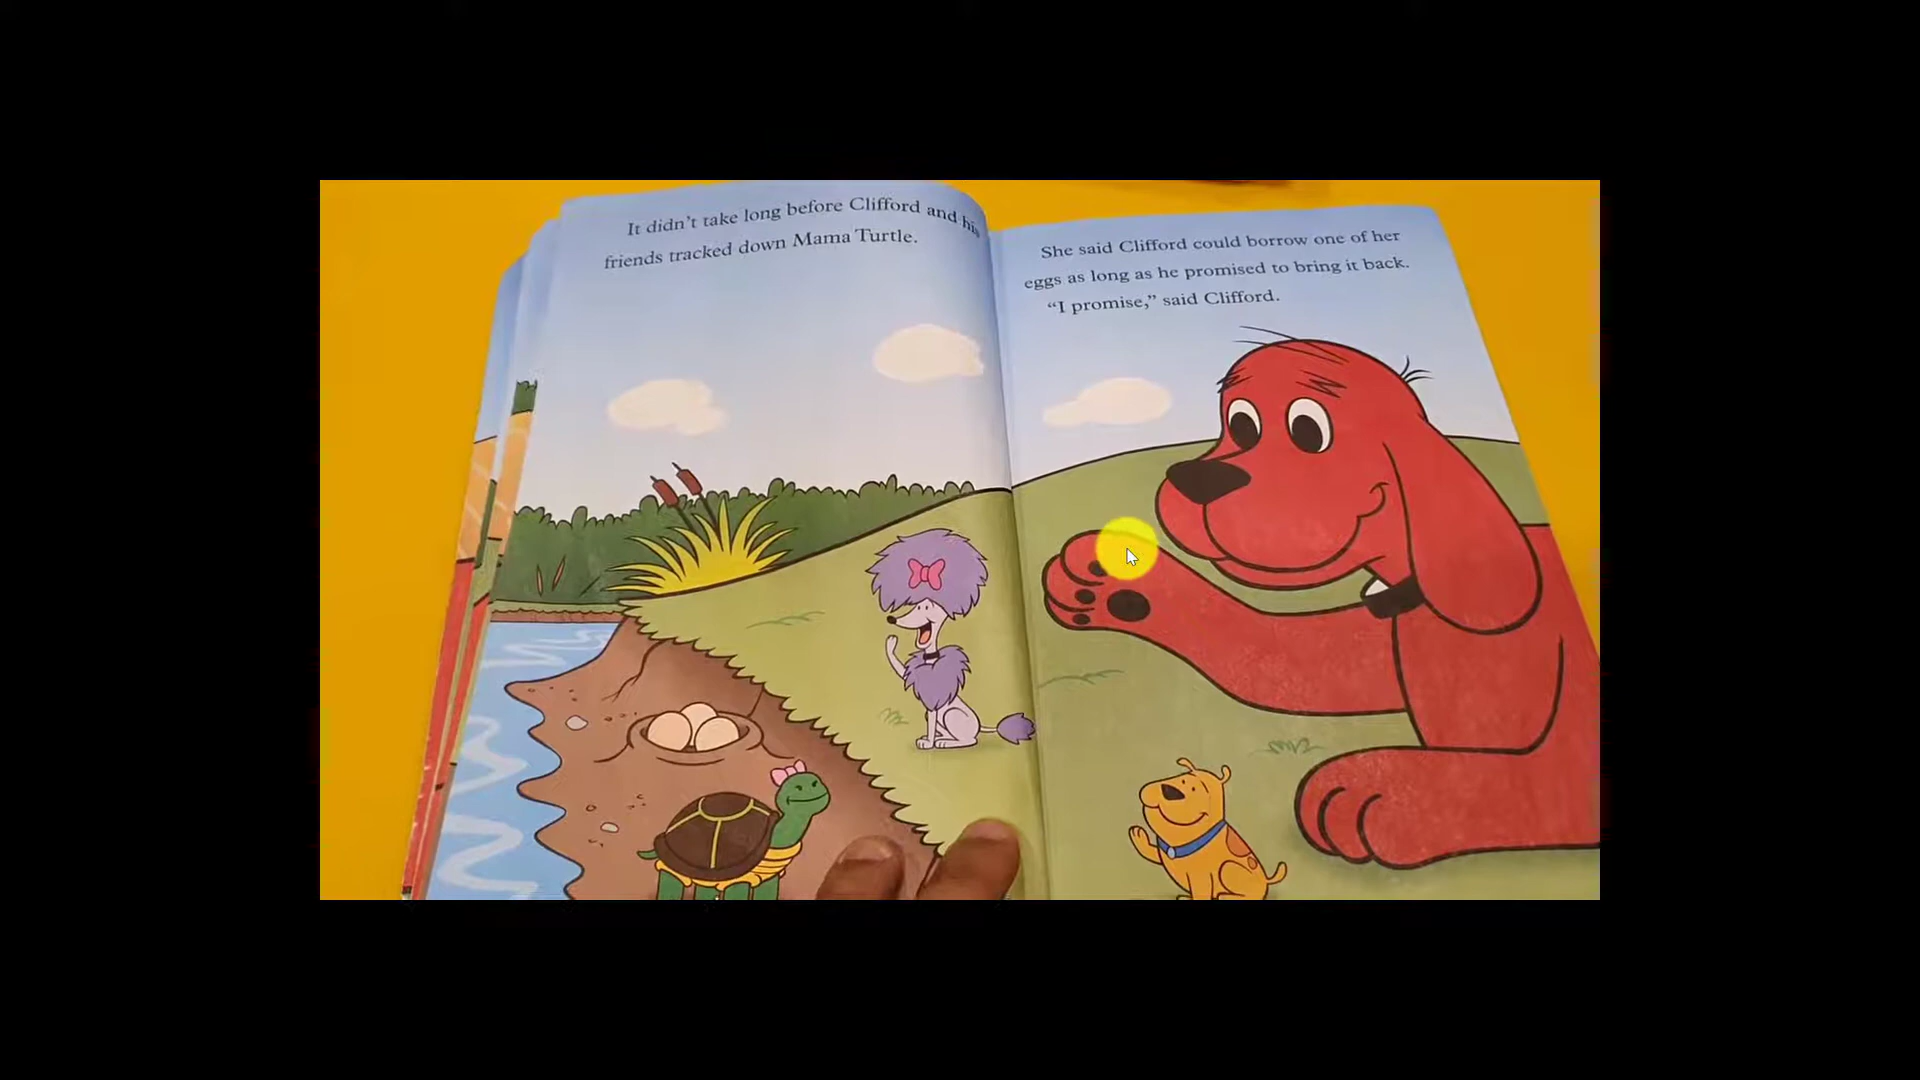 It didn't take long before Clifford and his
friends tracked down Mama Turtle.
She said Clifford could borrow one of her
eggs as long as he promised to bring it back.
“I promise,” said Clifford.